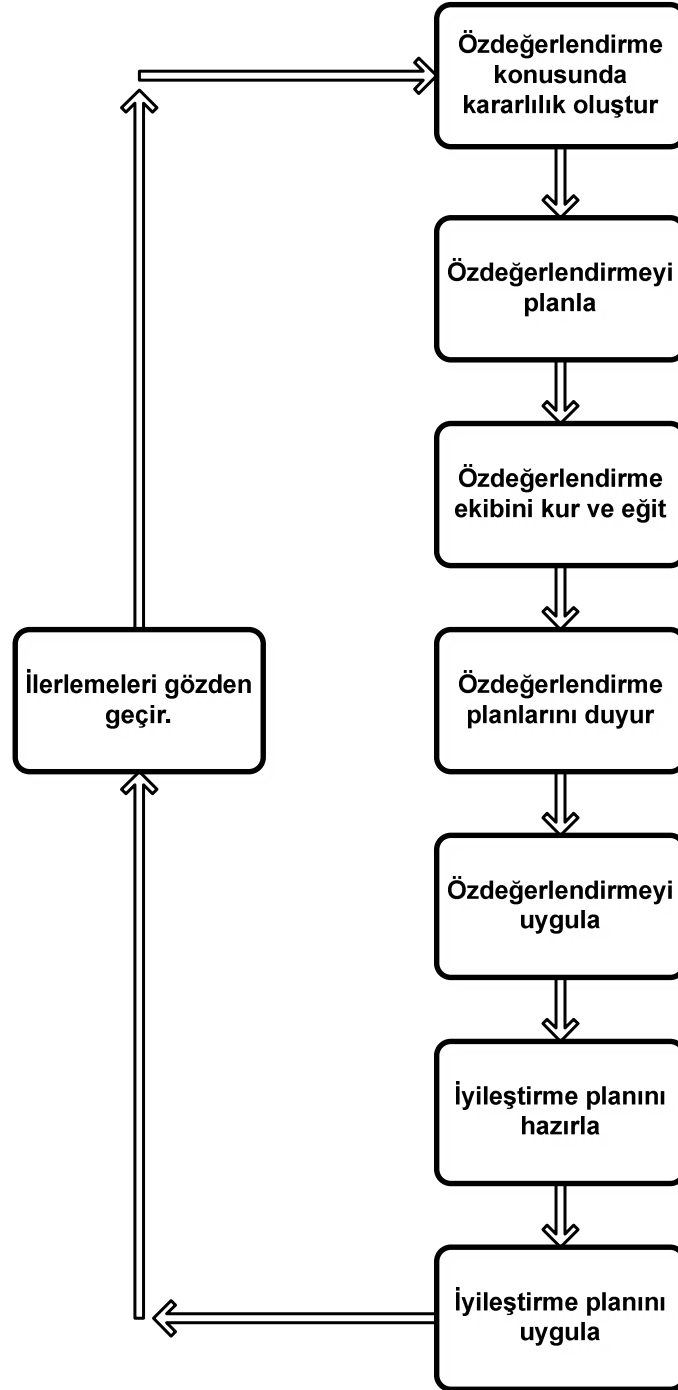 Özdeğerlendirme
konusunda
kararlılık oluştur
Özdeğerlendirmeyi
planla
Özdeğerlendirme
ekibini kur ve eğit
Özdeğerlendirme
planlarını duyur
Özdeğerlendirmeyi
uygula
İyileştirme planını
hazırla
İyileştirme planını
uygula
İlerlemeleri gözden
geçir.